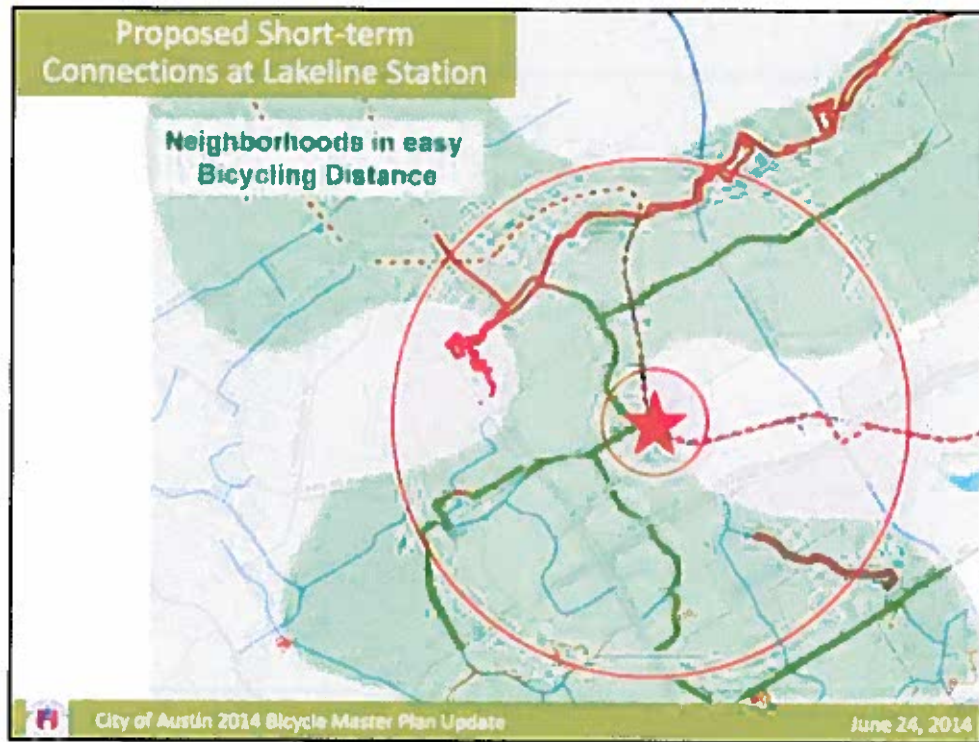 Proposed Short-term
Connections at Lakeline Station
Neighborhoods in easy
Bicycling Distance
City of Austin 2014 Bicycle Master Plan Update
June 24, 2014